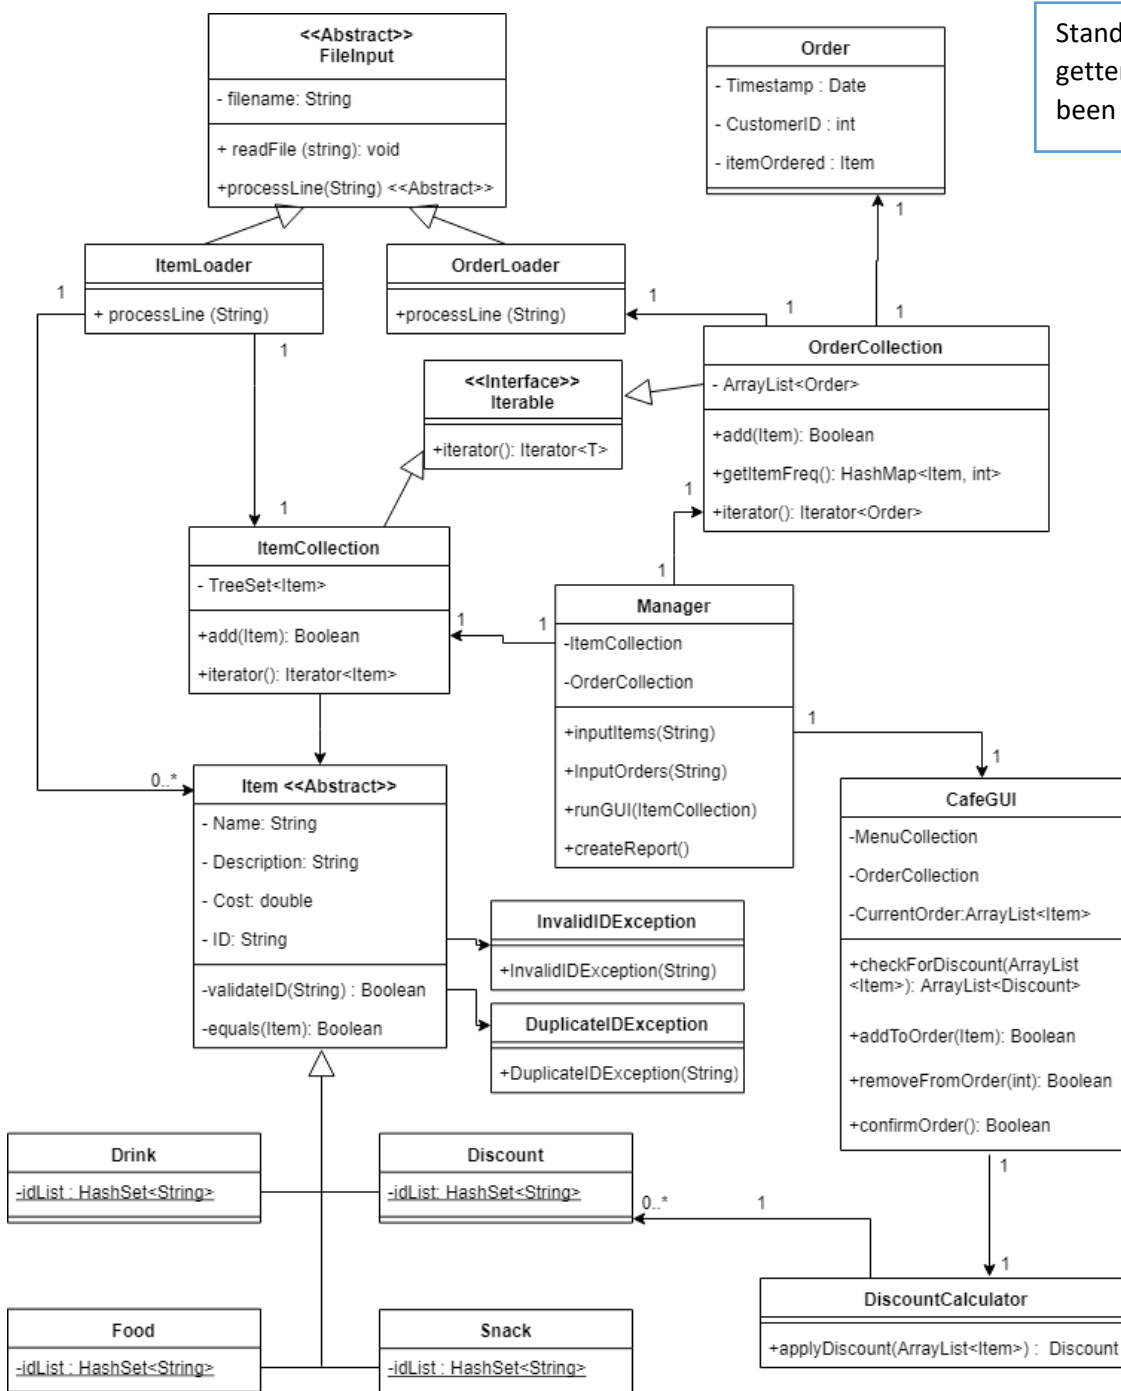 <<Abstract>>
FileInput
- filename: String
+ readFile (string): void
+processLine(String) <<Abstract>>
Order
- Timestamp : Date
- CustomerID : int
- itemOrdered : Item
1
ItemLoader
+ processLine (String)
1
1
OrderLoader
+processLine (String)
1
1
1
OrderCollection
- ArrayList<Order>
+add(Item): Boolean
+getItemFreq(): HashMap<Item, int>
+iterator(): Iterator<Order>
<<Interface>>
Iterable
+iterator(): Iterator<T>
1
1
1
ItemCollection
- TreeSet<Item>
+add(Item): Boolean
+iterator(): Iterator<Item>
1
1
Manager
-ItemCollection
-OrderCollection
+inputItems(String)
+InputOrders(String)
+runGUI(ItemCollection)
+createReport()
1
1
0..*
Item <<Abstract>>
- Name: String
- Description: String
- Cost: double
- ID: String
-validateID(String) : Boolean
-equals(Item): Boolean
InvalidIDException
+InvalidIDException(String)
DuplicateIDException
+DuplicateIDException(String)
CafeGUI
-MenuCollection
-OrderCollection
-CurrentOrder:ArrayList<Item>
+checkForDiscount(ArrayList
<Item>): ArrayList<Discount>
+addToOrder(Item): Boolean
+removeFromOrder(int): Boolean
+confirmOrder(): Boolean
1
Drink
-idList : HashSet<String>
Discount
-idList: HashSet<String>
0..*
1
1
DiscountCalculator
+applyDiscount(ArrayList<Item>) : Discount
Food
-idList : HashSet<String>
Snack
-idList : HashSet<String>
been